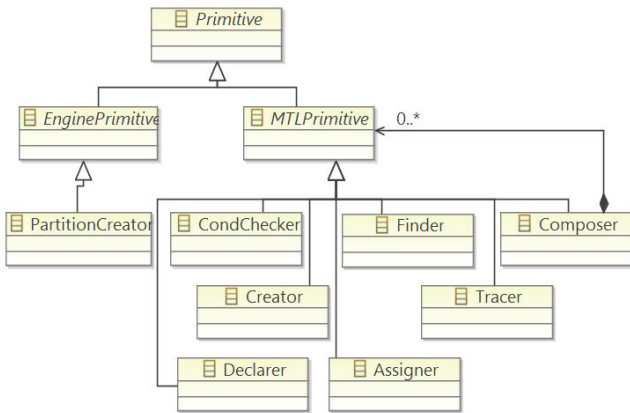 Primitive
EnginePrimitive
MTLPrimitive
0..*
PartitionCreator
CondChecker
Finder
Composer
Creator
Tracer
Declarer
Assigner